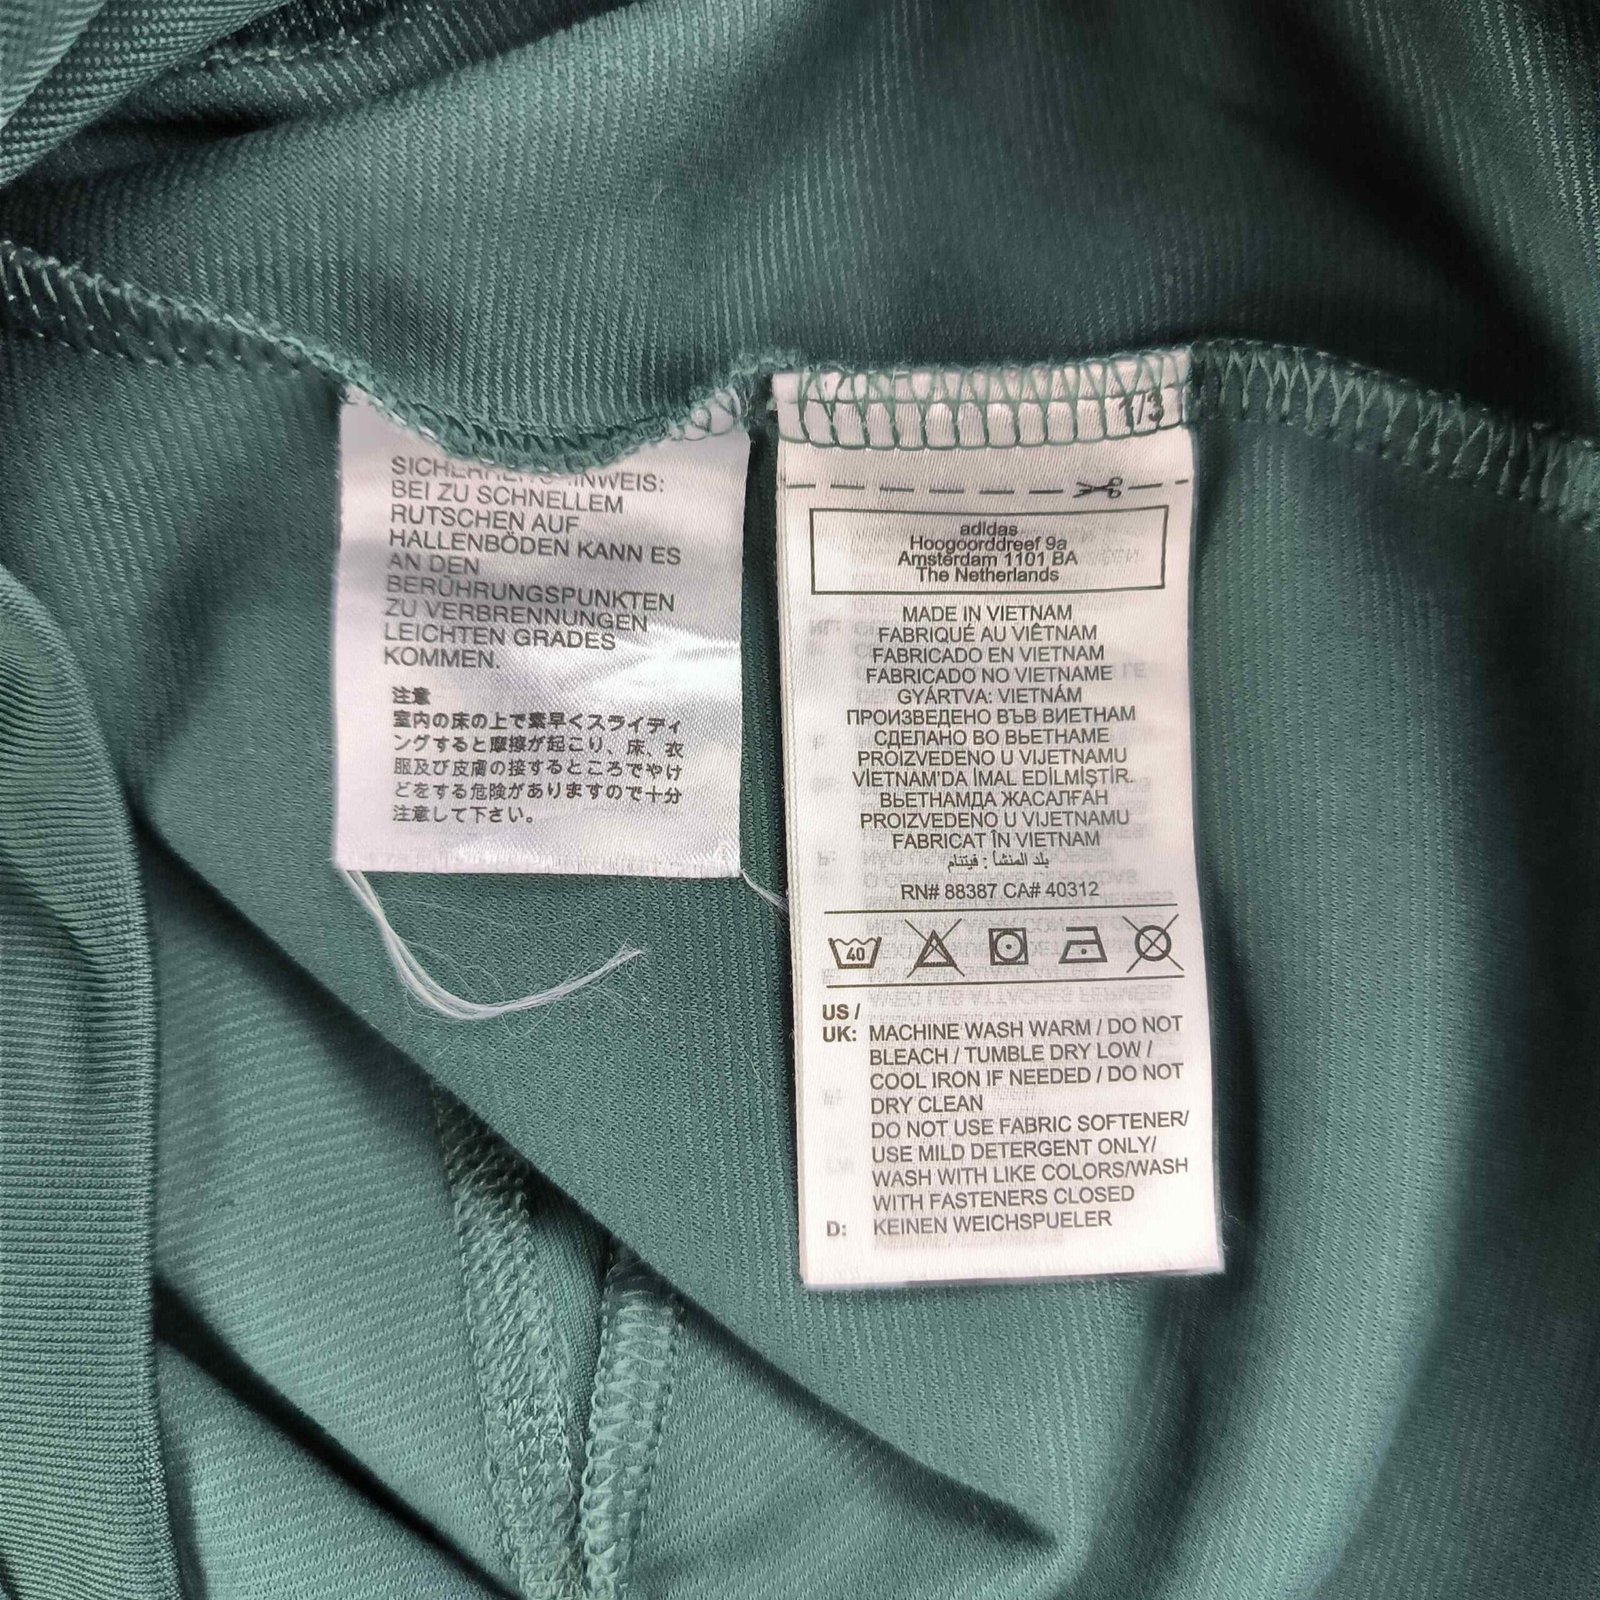 SICHERHEITSHINWEIS:
BEI ZU SCHNELLEM
RUTSCHEN AUF
HALLENBÖDEN KANN ES
AN DEN
BERÜHRUNGSPUNKTEN
ZU VERBRENNUNGEN
LEICHTEN GRADES
KOMMEN.
注意
室内の床の上で素早くスライディ
ングすると摩擦が起こり、床、衣
服及び皮膚の接するところでやけ
どをする危険がありますので十分
注意して下さい。
1/3
adidas
Hoogoorddreef 9a
Amsterdam 1101 BA
The Netherlands
MADE IN VIETNAM
FABRIQUÉ AU VIÊTNAM
FABRICADO EN VIETNAM
FABRICADO NO VIETNAME
GYÁRTVA: VIETNÁM
ПРОИЗВЕДЕНО ВЪВ ВИЕТНАМ
СДЕЛАНО ВО ВЬЕТНАМЕ
PROIZVEDENO U VIJETNAMU
VİETNAM'DA İMAL EDİLMİŞTİR.
ВЬЕТНАМДА ЖАСАЛҒАН
PROIZVEDENO U VIJETNAMU
FABRICAT ÎN VIETNAM
بلد المنشأ : فيتنام
RN# 88387 CA# 40312
40
US /
UK: MACHINE WASH WARM / DO NOT
BLEACH / TUMBLE DRY LOW /
COOL IRON IF NEEDED / DO NOT
DRY CLEAN
DO NOT USE FABRIC SOFTENER/
USE MILD DETERGENT ONLY/
WASH WITH LIKE COLORS/WASH
WITH FASTENERS CLOSED
D: KEINEN WEICHSPUELER